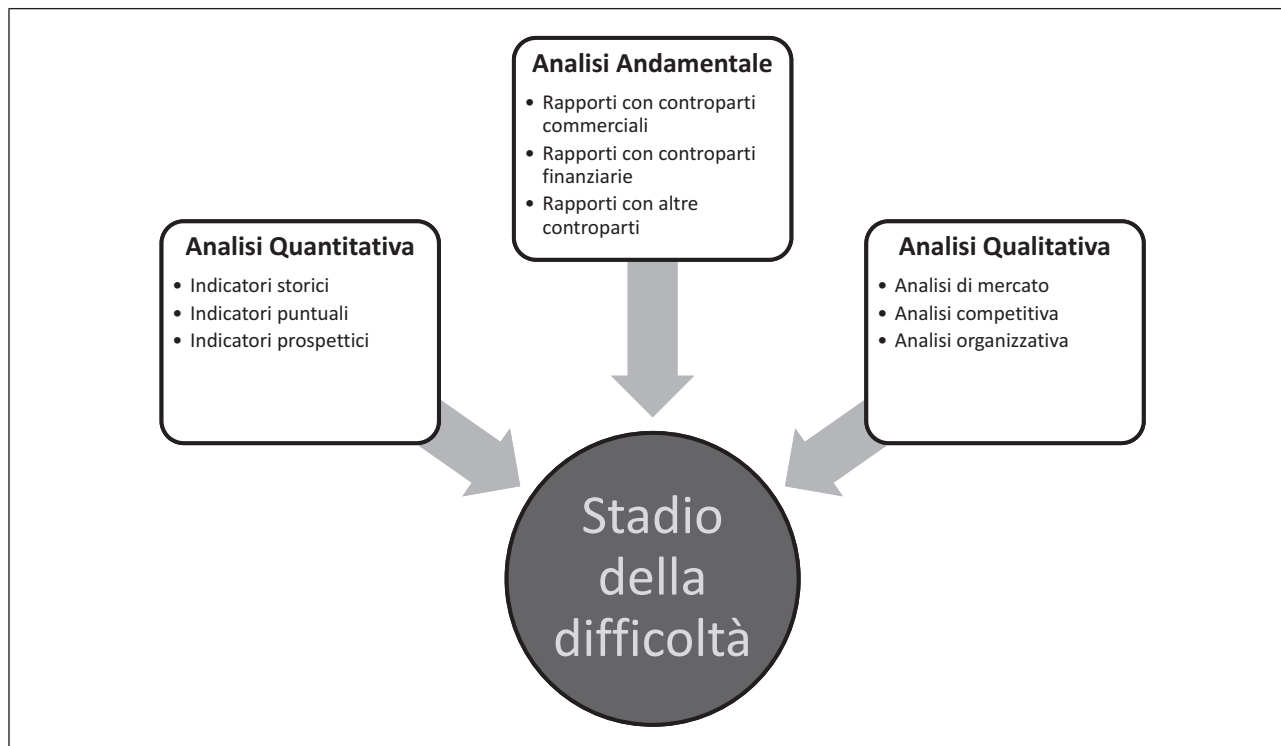 Analisi Andamentale
• Rapporti con controparti
commerciali
• Rapporti con controparti
finanziarie
• Rapporti con altre
controparti
Analisi Quantitativa
• Indicatori storici
• Indicatori puntuali
• Indicatori prospettici
Analisi Qualitativa
• Analisi di mercato
• Analisi competitiva
• Analisi organizzativa
Stadio
della
difficoltà